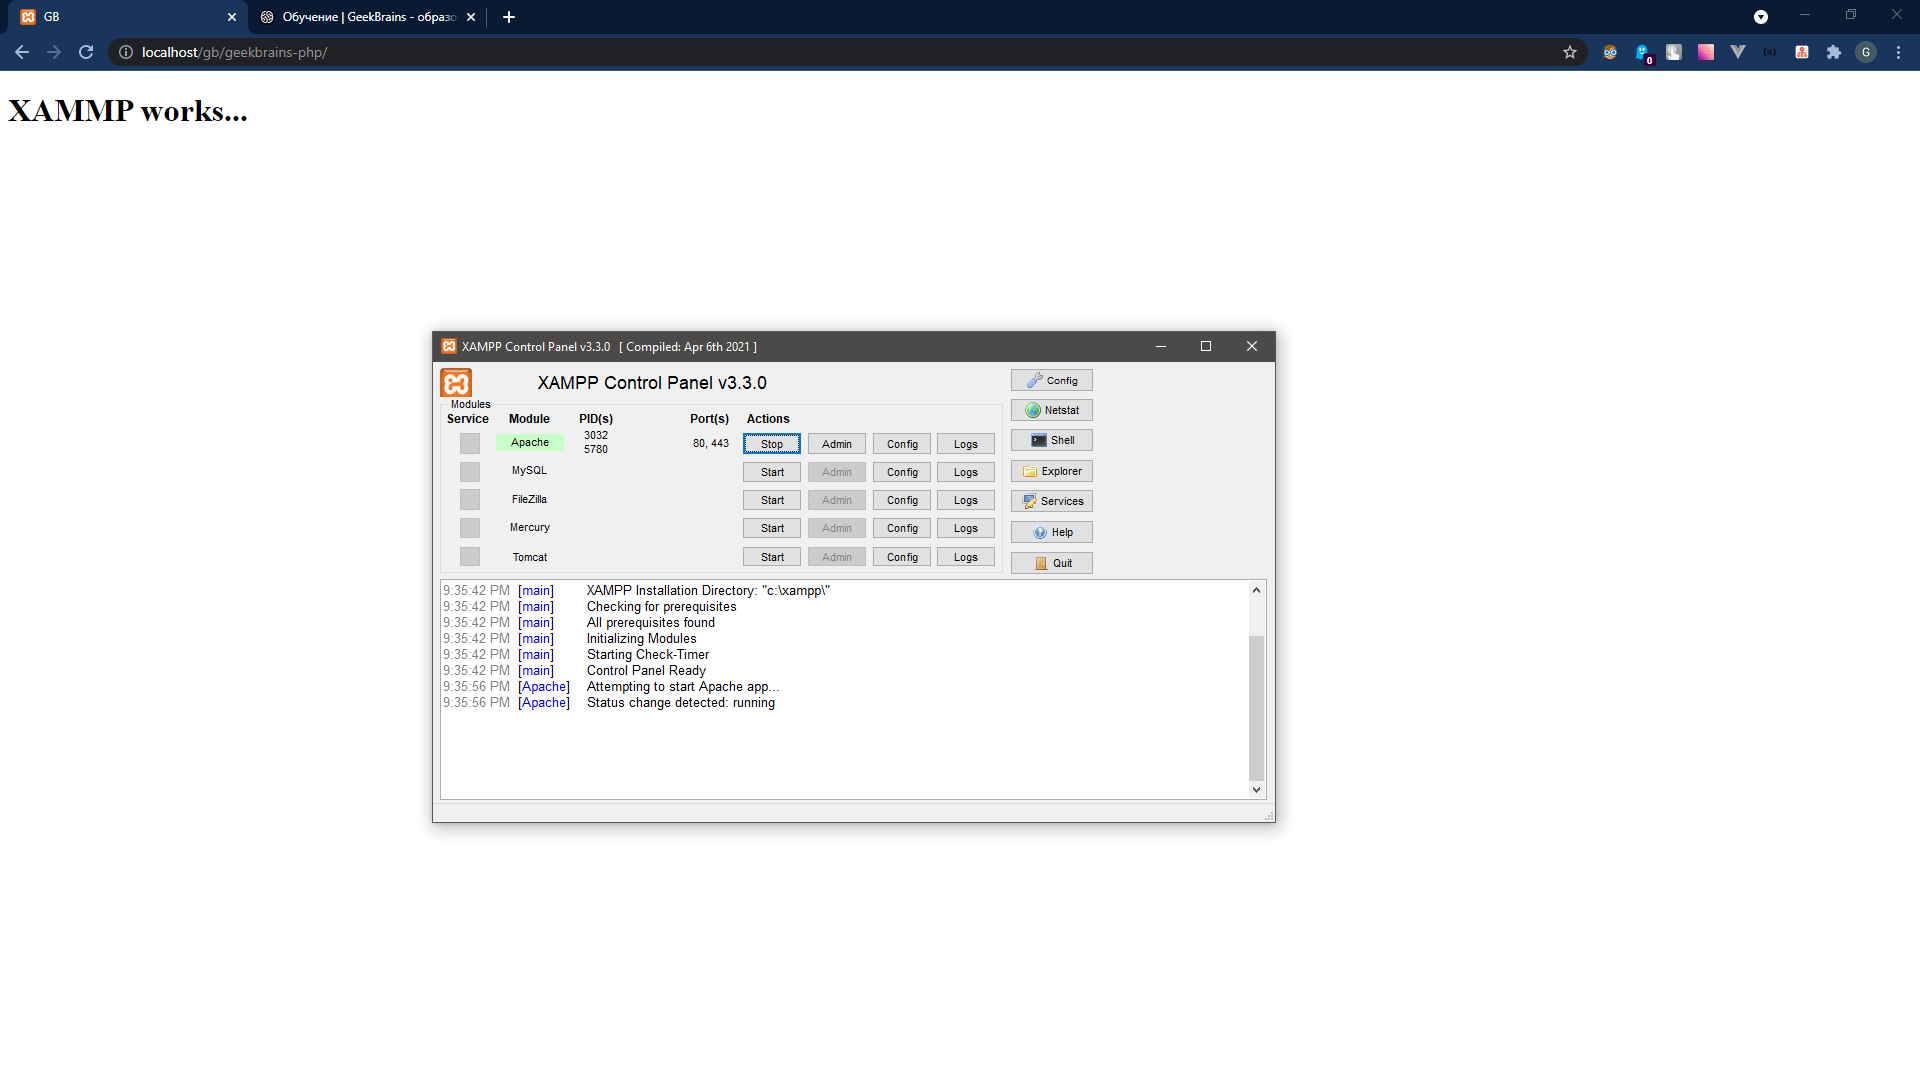 GB
Обучение | GeekBrains - образо
localhost/gb/geekbrains-php/
0
G
XAMMP works...
XAMPP Control Panel v3.3.0 [ Compiled: Apr 6th 2021 ]
XAMPP Control Panel v3.3.0
Config
Modules
Service Module PID(s) Port(s) Actions
Netstat
Apache 3032 5780 80, 443 Stop Admin Config Logs
Shell
MySQL Start Admin Config Logs
Explorer
FileZilla Start Admin Config Logs
Services
Mercury Start Admin Config Logs
Help
Tomcat Start Admin Config Logs
Quit
9:35:42 PM [main] XAMPP Installation Directory: "c:\xampp\"
9:35:42 PM [main] Checking for prerequisites
9:35:42 PM [main] All prerequisites found
9:35:42 PM [main] Initializing Modules
9:35:42 PM [main] Starting Check-Timer
9:35:42 PM [main] Control Panel Ready
9:35:56 PM [Apache] Attempting to start Apache app...
9:35:56 PM [Apache] Status change detected: running